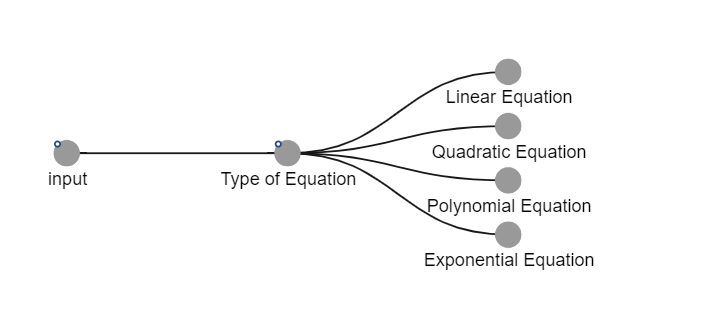 input
Type of Equation
Linear Equation
Quadratic Equation
Polynomial Equation
Exponential Equation